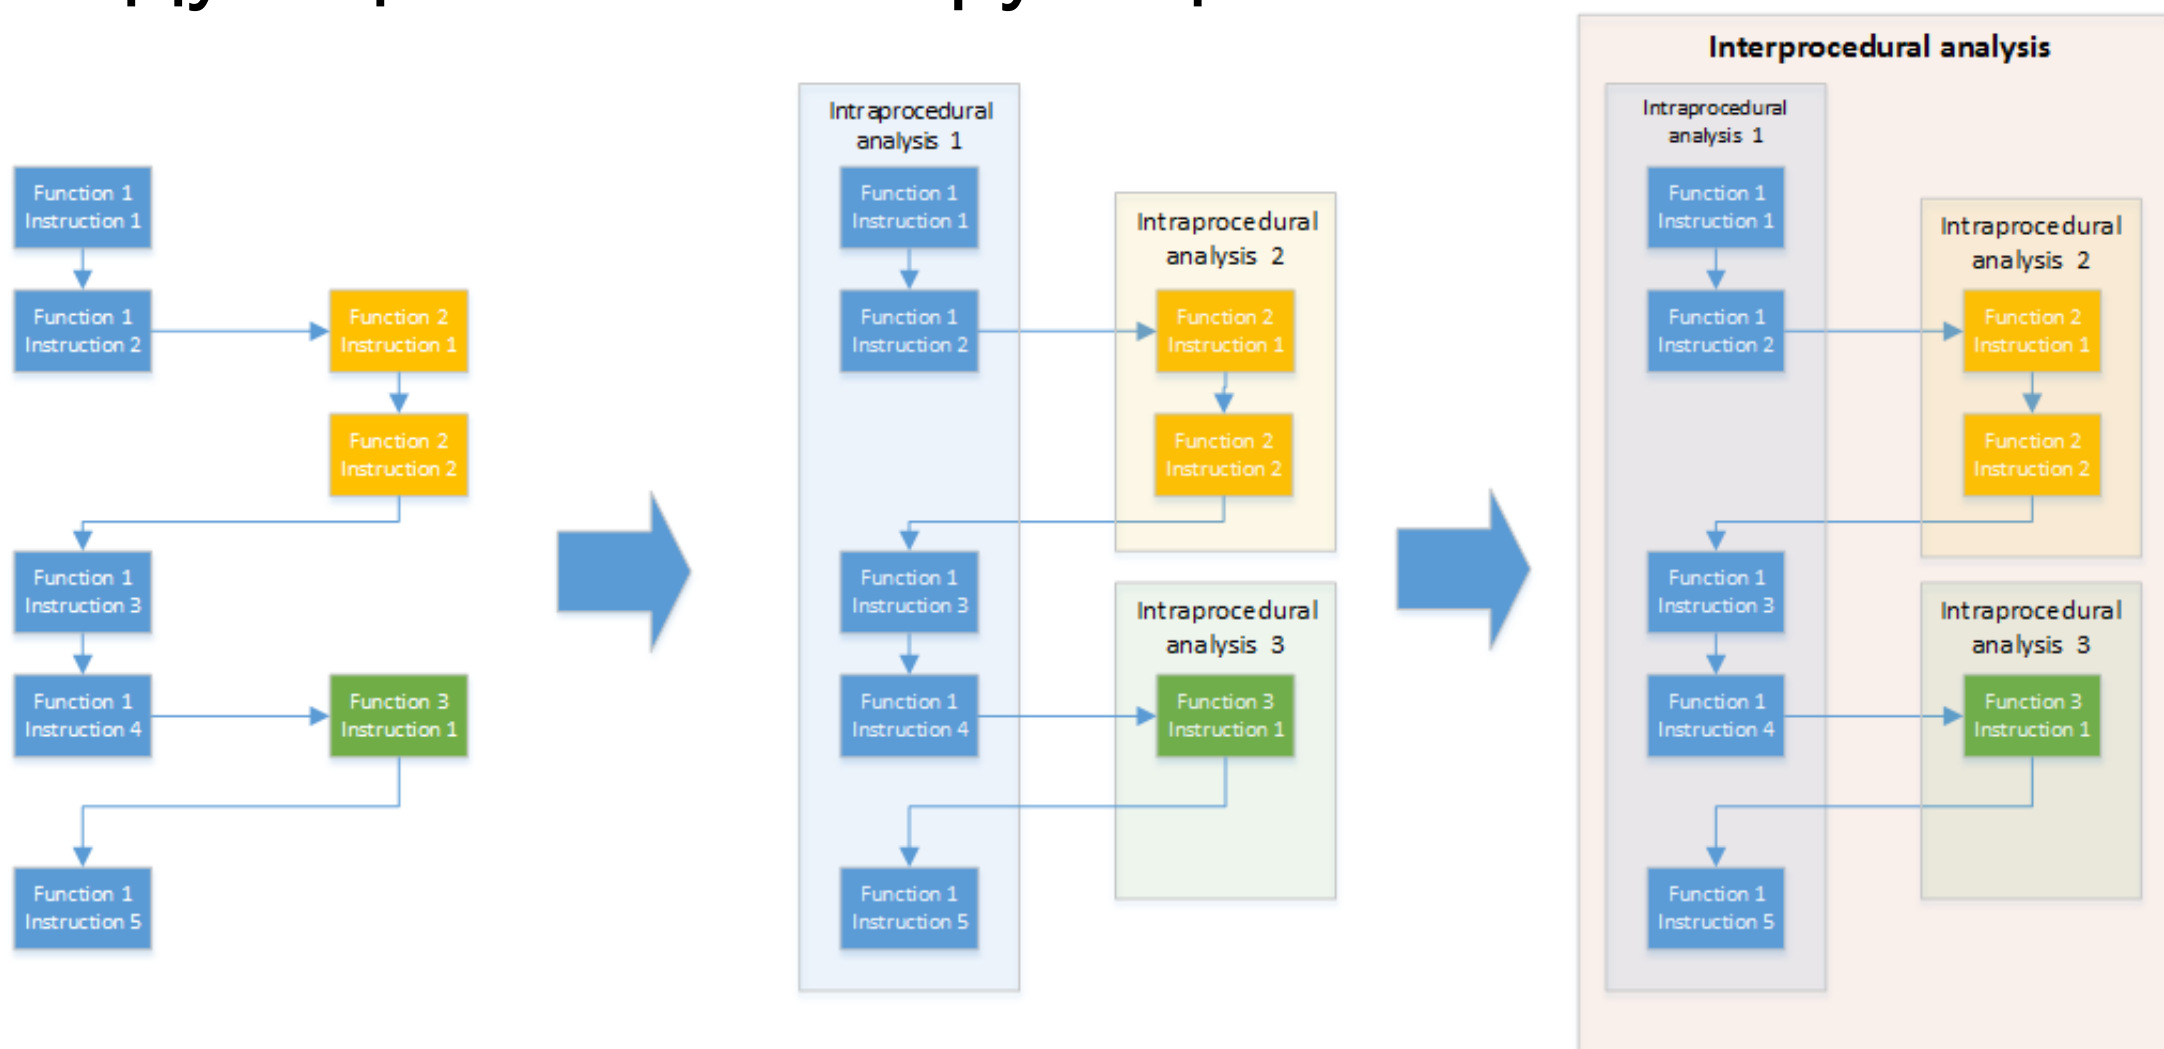 Function 1
Instruction 1
Function 1
Instruction 2
Function 2
Instruction 1
Function 2
Instruction 2
Function 1
Instruction 3
Function 1
Instruction 4
Function 3
Instruction 1
Function 1
Instruction 5
Intraprocedural
analysis 1
Function 1
Instruction 1
Function 1
Instruction 2
Intraprocedural
analysis 2
Function 2
Instruction 1
Function 2
Instruction 2
Function 1
Instruction 3
Function 1
Instruction 4
Intraprocedural
analysis 3
Function 3
Instruction 1
Function 1
Instruction 5
Interprocedural analysis
Intraprocedural
analysis 1
Function 1
Instruction 1
Function 1
Instruction 2
Intraprocedural
analysis 2
Function 2
Instruction 1
Function 2
Instruction 2
Function 1
Instruction 3
Function 1
Instruction 4
Intraprocedural
analysis 3
Function 3
Instruction 1
Function 1
Instruction 5